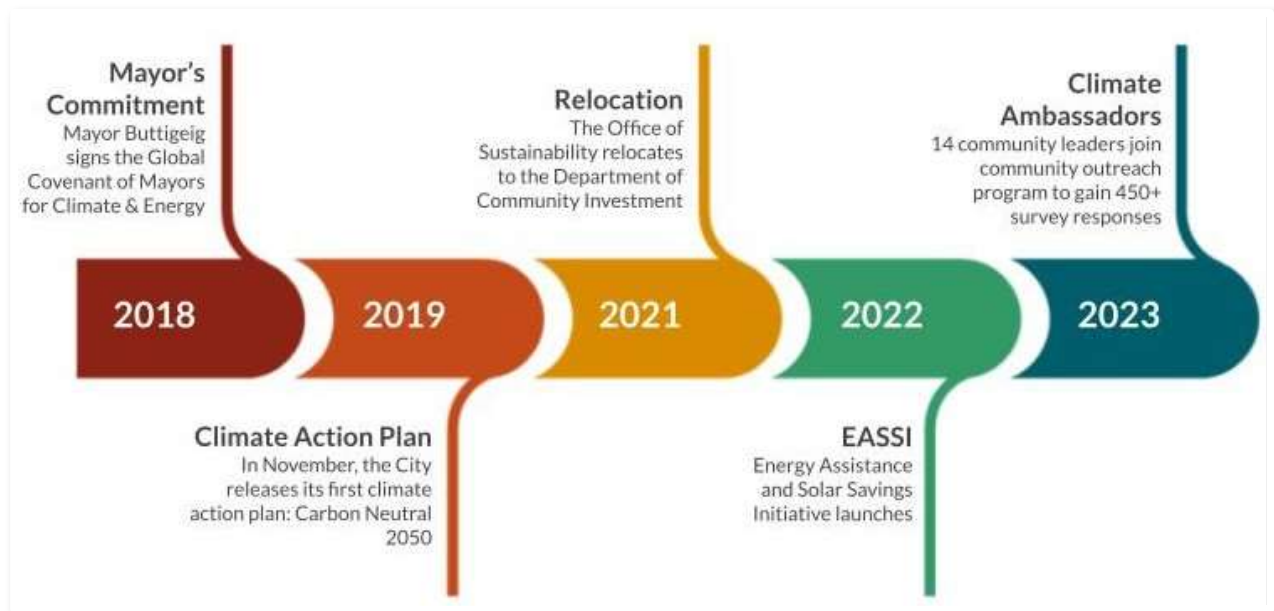 Mayor's
Commitment
Mayor Buttigeig
signs the Global
Covenant of Mayors
for Climate & Energy
Relocation
The Office of
Sustainability relocates
to the Department of
Community Investment
Climate
Ambassadors
14 community leaders join
community outreach
program to gain 450+
survey responses
2018
2019
2021
2022
2023
Climate Action Plan
In November, the City
releases its first climate
action plan: Carbon Neutral
2050
EASSI
Energy Assistance
and Solar Savings
Initiative launches